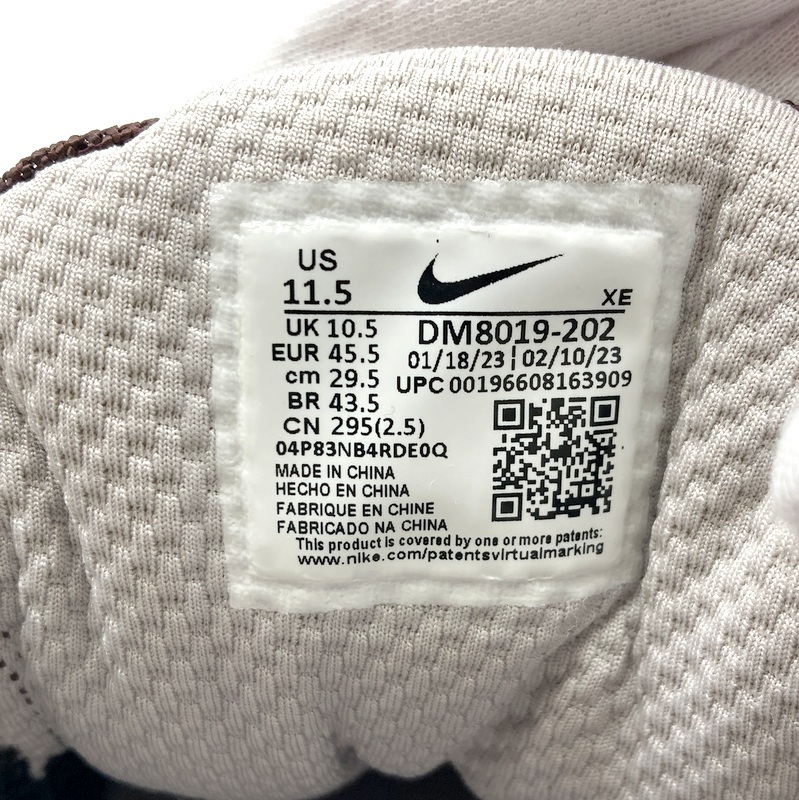 US
11.5
XE
UK 10.5
DM8019-202
EUR 45.5
01/18/23 | 02/10/23
cm 29.5
UPC 00196608163909
BR 43.5
CN 295(2.5)
04P83NB4RDE0Q
MADE IN CHINA
HECHO EN CHINA
FABRIQUE EN CHINE
FABRICADO NA CHINA
This product is covered by one or more patents:
www.nike.com/patentsvirtualmarking